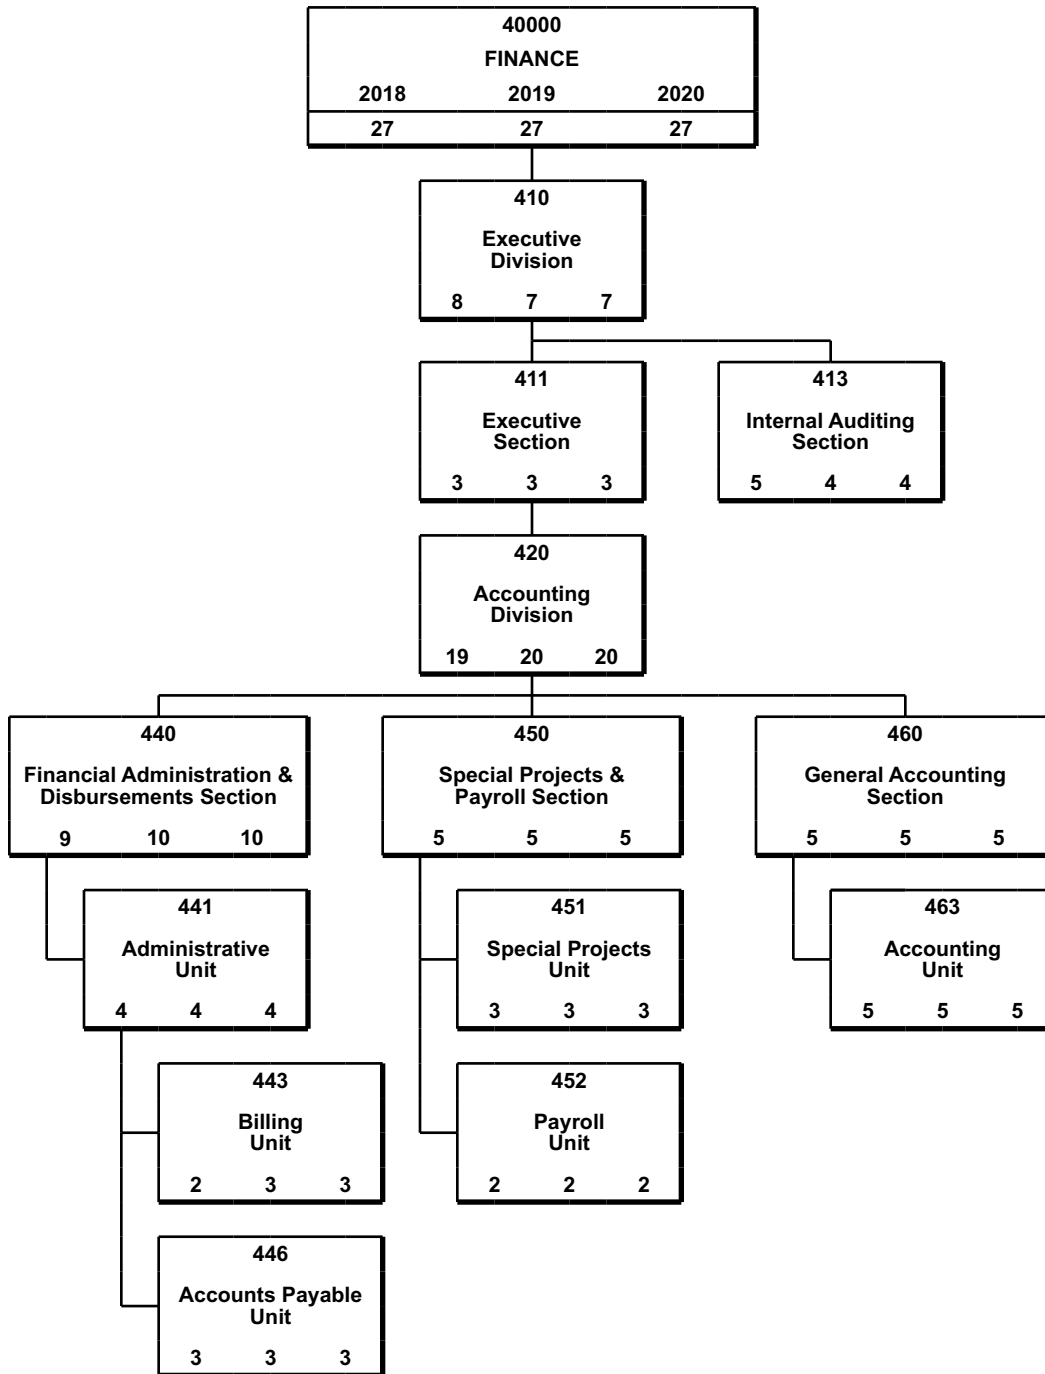 40000
FINANCE
2018 2019 2020
27 27 27
410
Executive
Division
8 7 7
411
Executive
Section
3 3 3
413
Internal Auditing
Section
5 4 4
420
Accounting
Division
19 20 20
440
Financial Administration &
Disbursements Section
9 10 10
450
Special Projects &
Payroll Section
5 5 5
460
General Accounting
Section
5 5 5
441
Administrative
Unit
4 4 4
451
Special Projects
Unit
3 3 3
463
Accounting
Unit
5 5 5
443
Billing
Unit
2 3 3
452
Payroll
Unit
2 2 2
446
Accounts Payable
Unit
3 3 3